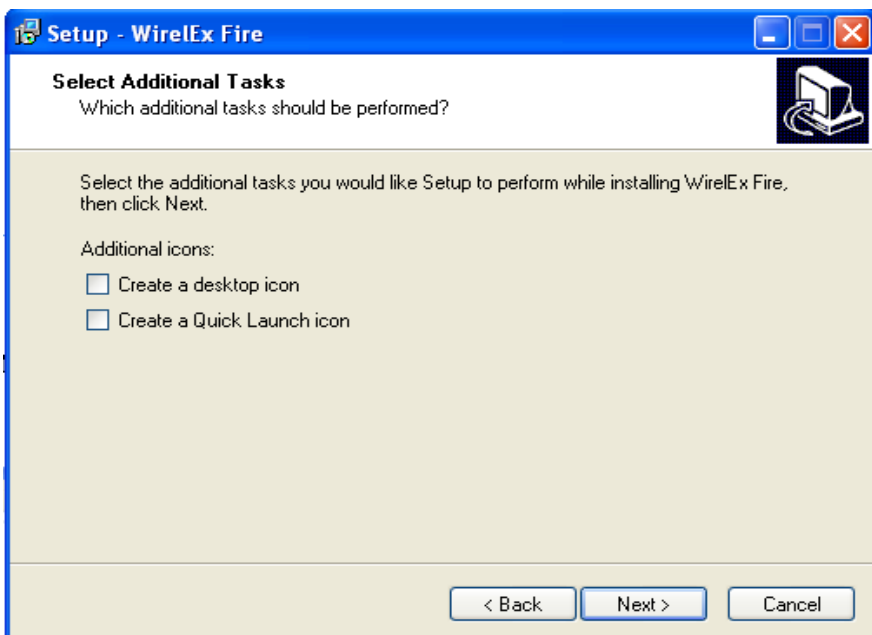 Setup - WirelEx Fire
Select Additional Tasks
Which additional tasks should be performed?
Select the additional tasks you would like Setup to perform while installing WirelEx Fire,
then click Next.
Additional icons:
Create a desktop icon
Create a Quick Launch icon
< Back
Next >
Cancel